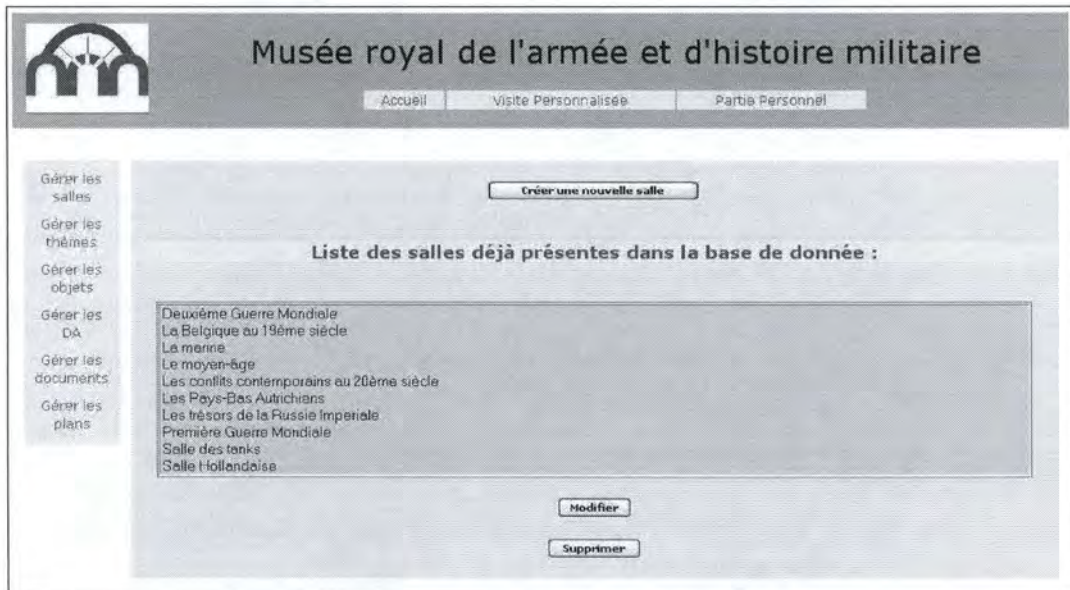 Musée royal de l'armée et d'histoire militaire
Accueil Visite Personnalisée Partie Personnel
Gérer les
salles
Gérer les
thèmes
Gérer les
objets
Gérer les
DA
Gérer les
documents
Gérer les
plans
Créer une nouvelle salle
Liste des salles déjà présentes dans la base de donnée :
Deuxième Guerre Mondiale
La Belgique au 19ème siècle
La marine
Le moyen-âge
Les conflits contemporains au 20ème siècle
Les Pays-Bas Autrichiens
Les trésors de la Russie Imperiale
Première Guerre Mondiale
Salle des tanks
Salle Hollandaise
Modifier
Supprimer